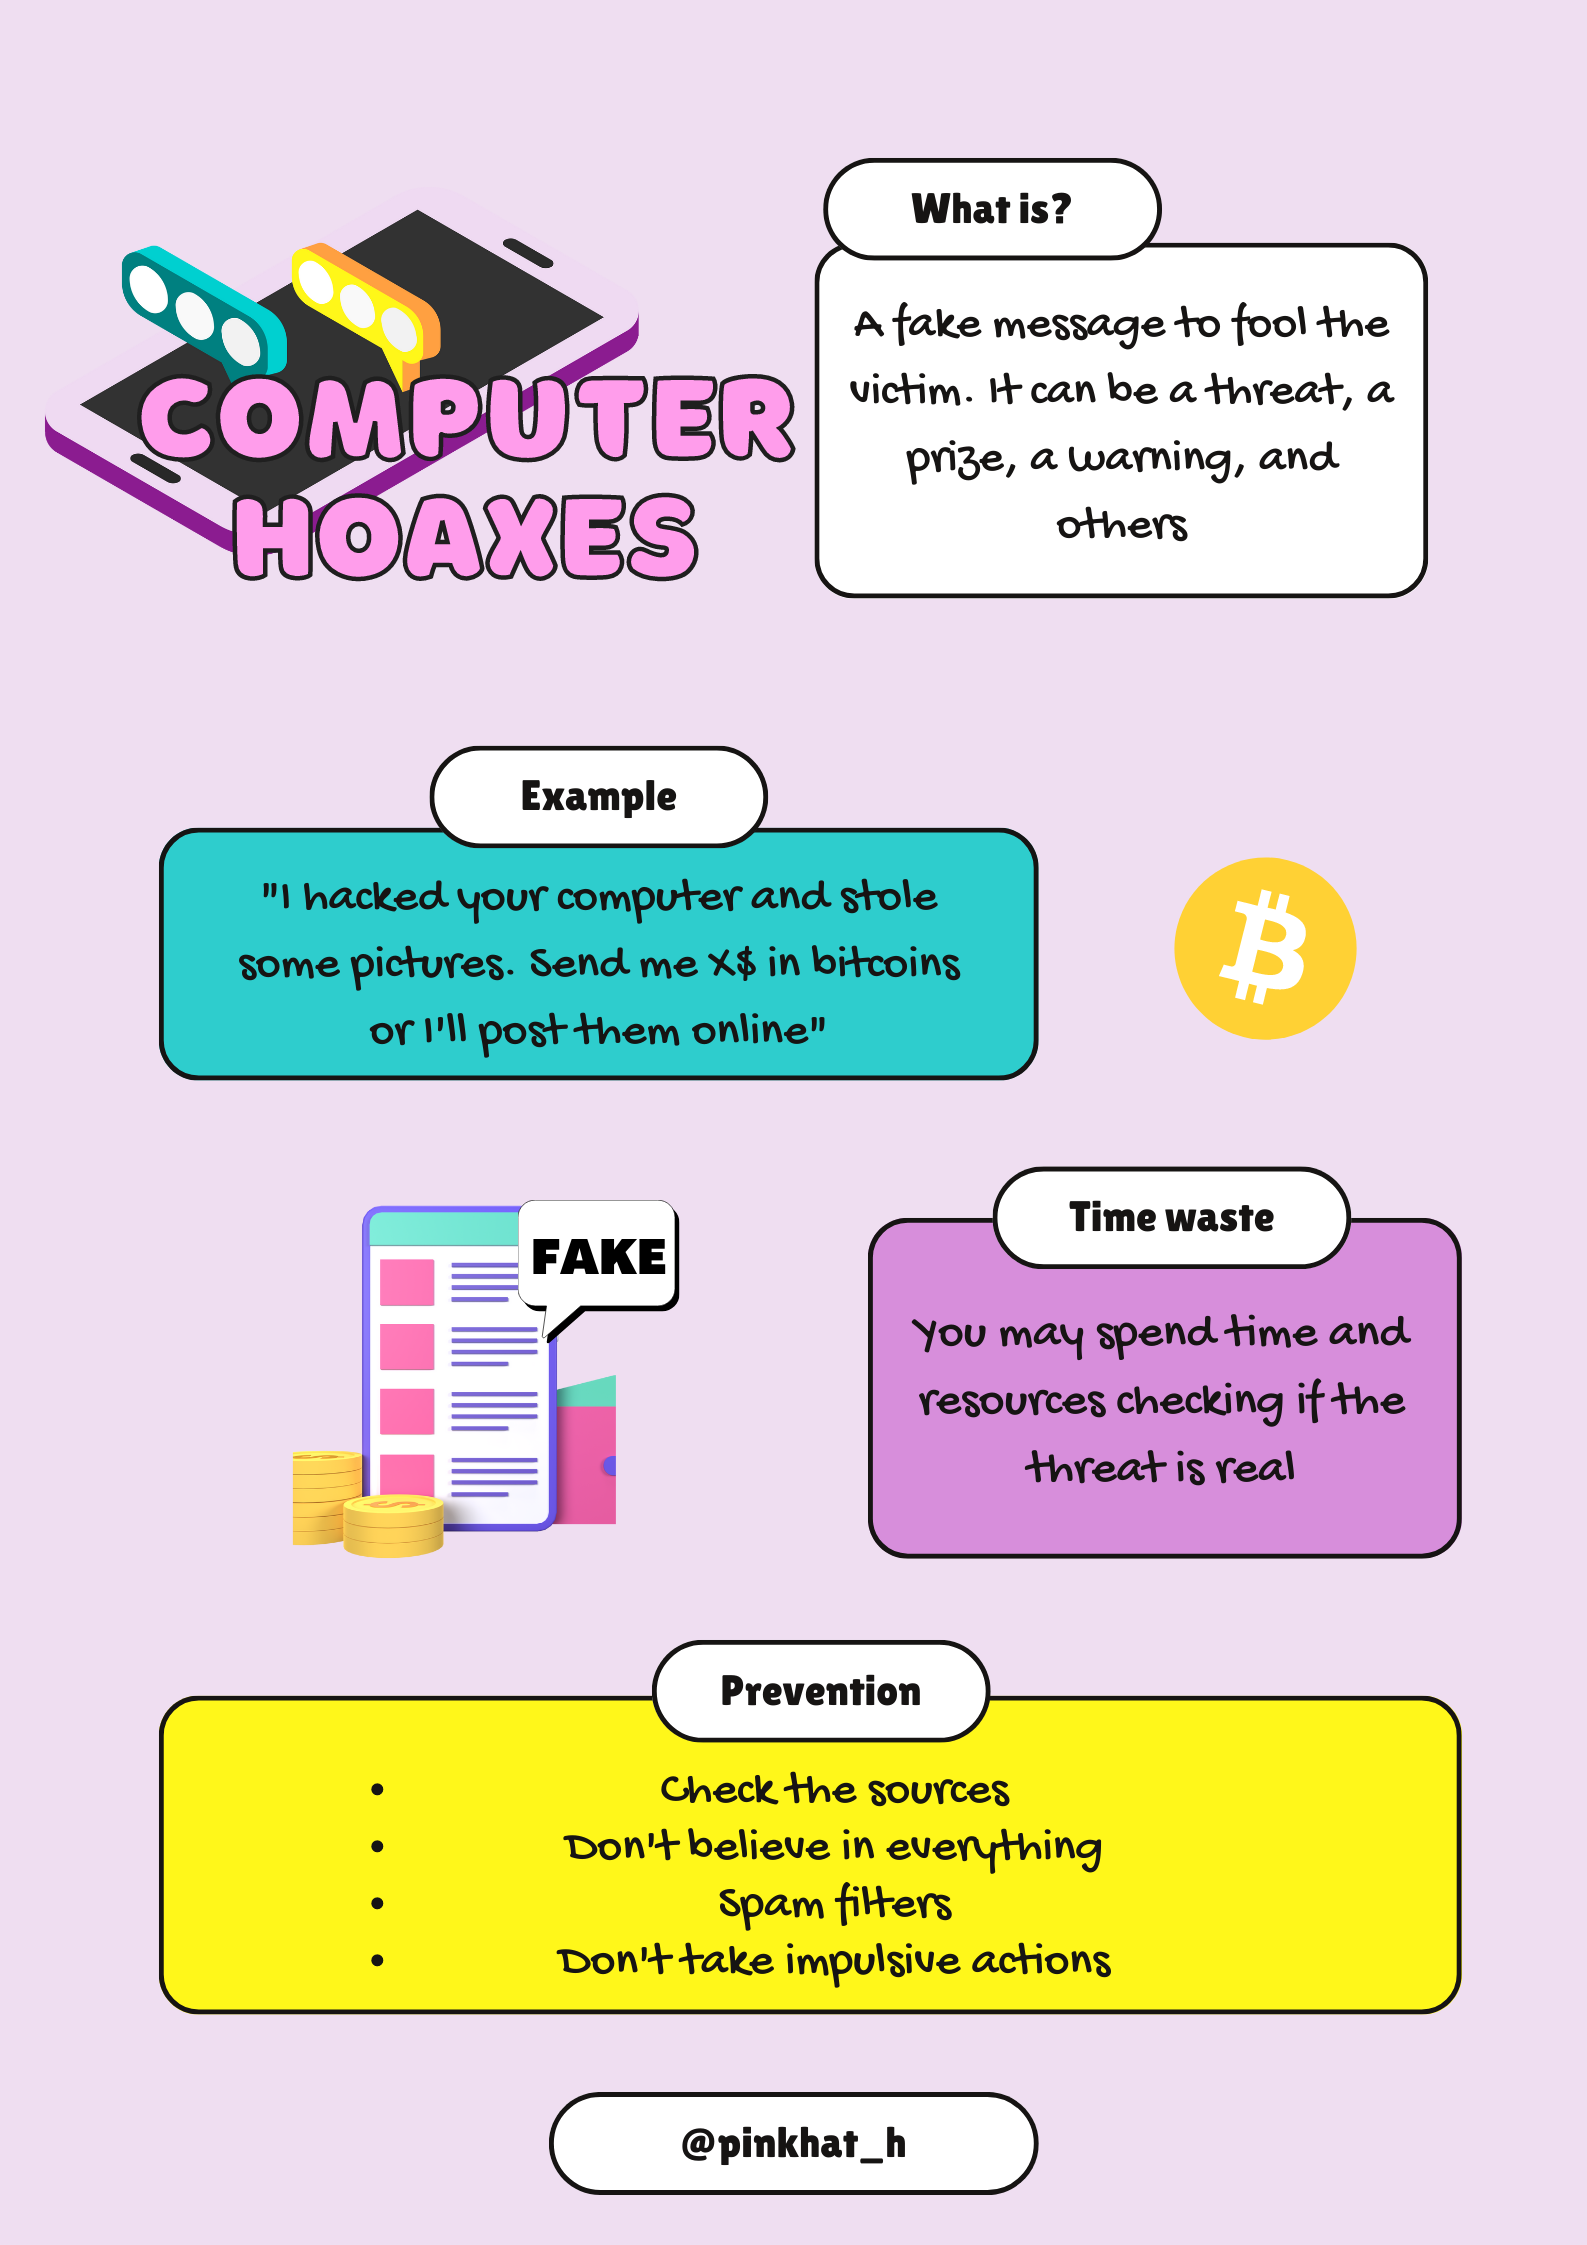 COMPUTER
HOAXES
What is?
A fake message to fool the
victim. It can be a threat, a
prize, a warning, and
others
Example
"I hacked your computer and stole
some pictures. Send me X$ in bitcoins
or I'll post them online"
FAKE
Time waste
You may spend time and
resources checking if the
threat is real
Prevention
• Check the sources
• Don't believe in everything
• Spam filters
• Don't take impulsive actions
@pinkhat_h